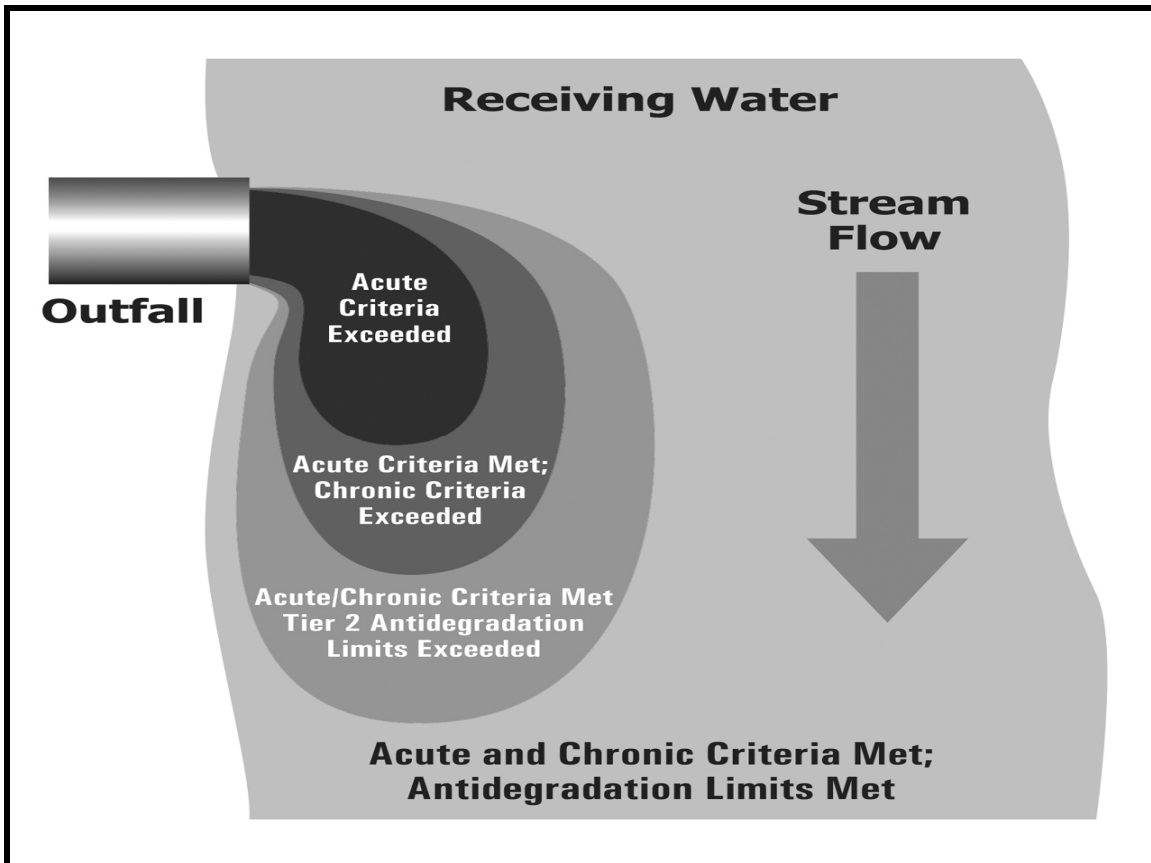 Receiving Water
Stream
Flow
Outfall
Acute
Criteria
Exceeded
Acute Criteria Met;
Chronic Criteria
Exceeded
Acute/Chronic Criteria Met
Tier 2 Antidegradation
Limits Exceeded
Acute and Chronic Criteria Met;
Antidegradation Limits Met